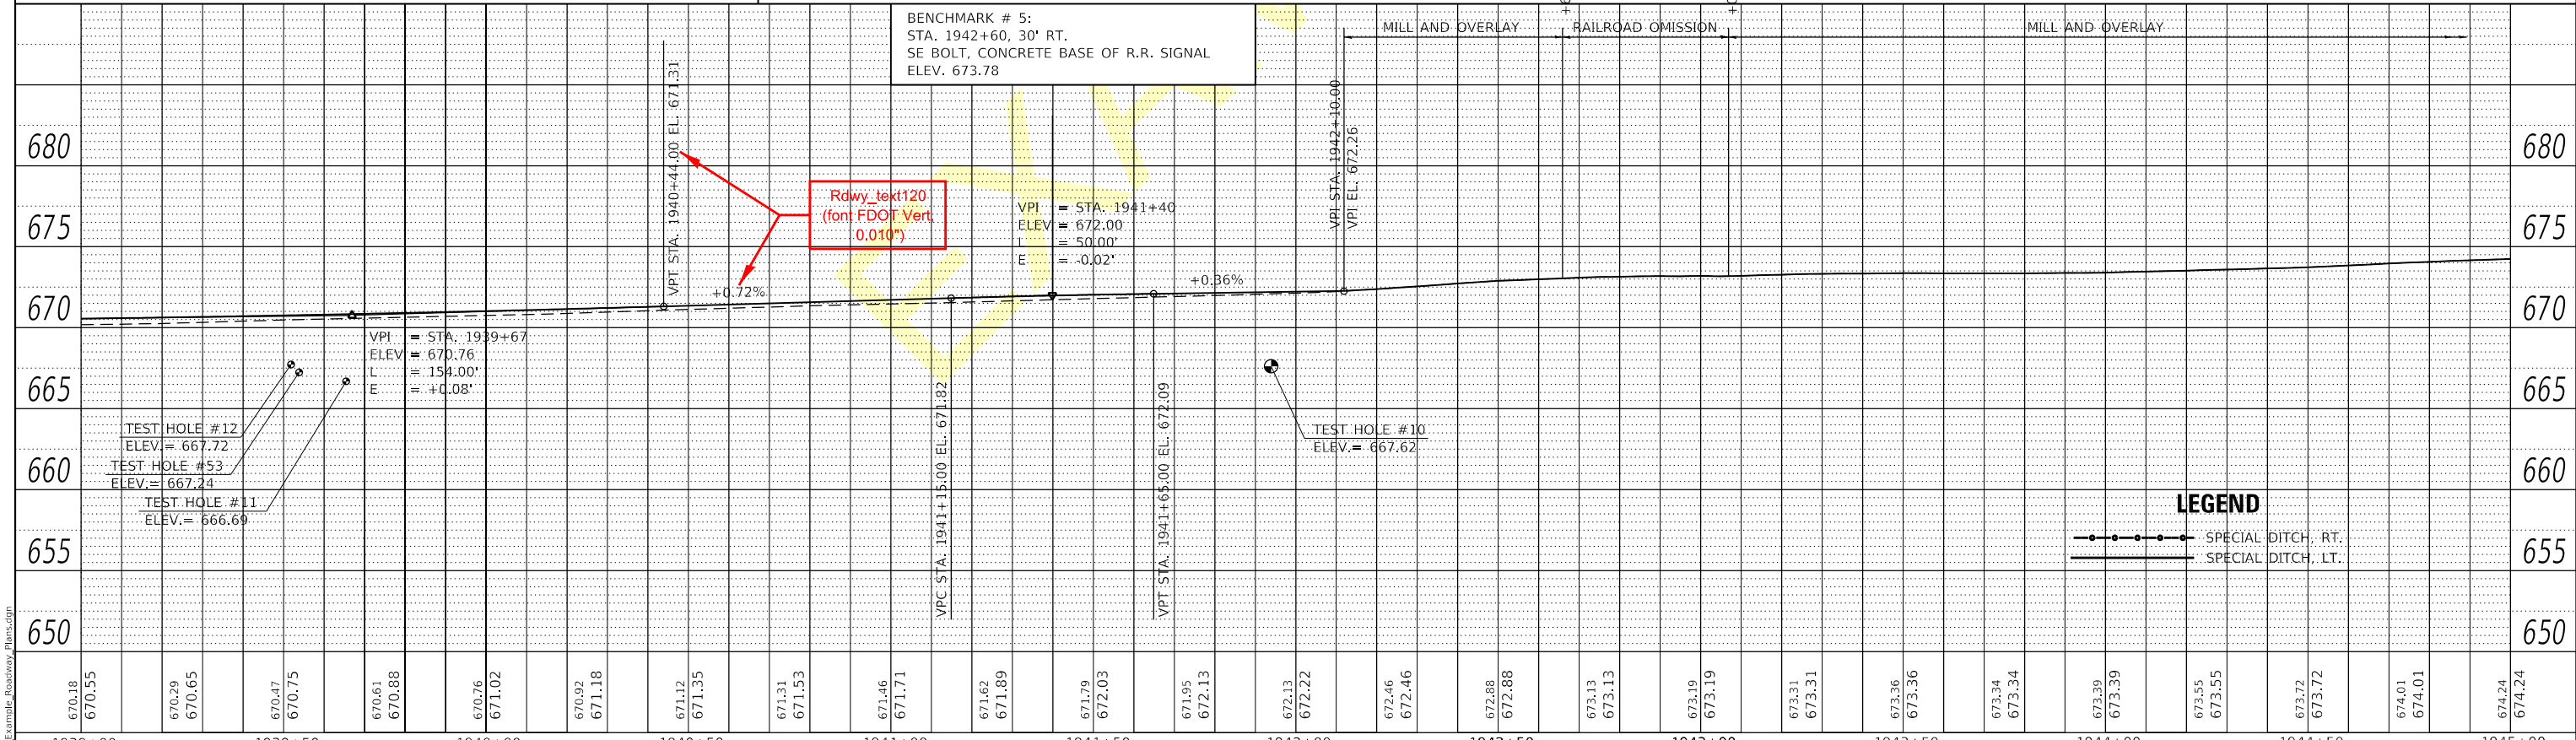 BENCHMARK # 5:
STA. 1942+60, 30' RT.
SE BOLT, CONCRETE BASE OF R.R. SIGNAL
ELEV. 673.78
MILL AND OVERLAY
RAILROAD OMISSION
MILL AND OVERLAY
680
675
670
665
660
655
650
680
675
670
665
660
655
650
VPT STA. 1940+44.00 EL. 671.31
Rdwy_text120
(font FDOT Vert,
0.010")
+0.72%
VPI = STA. 1941+40
ELEV = 672.00
L = 50.00'
E = -0.02'
+0.36%
VPI STA. 1942+10.00
VPI EL. 672.26
VPI = STA. 1939+67
ELEV = 670.76
L = 154.00'
E = +0.08'
TEST HOLE #12
ELEV.= 667.72
TEST HOLE #53
ELEV.= 667.24
TEST HOLE #11
ELEV.= 666.69
VPC STA. 1941+15.00 EL. 671.82
VPT STA. 1941+65.00 EL. 672.09
TEST HOLE #10
ELEV.= 667.62
LEGEND
SPECIAL DITCH, RT.
SPECIAL DITCH, LT.
Example_Roadway_Plans.dgn
670.18
670.55
670.29
670.65
670.47
670.75
670.61
670.88
670.76
671.02
670.92
671.18
671.12
671.35
671.31
671.53
671.46
671.71
671.62
671.89
671.79
672.03
671.95
672.13
672.13
672.22
672.46
672.46
672.88
672.88
673.13
673.13
673.19
673.19
673.31
673.31
673.36
673.36
673.34
673.34
673.39
673.39
673.55
673.55
673.72
673.72
674.01
674.01
674.24
674.24